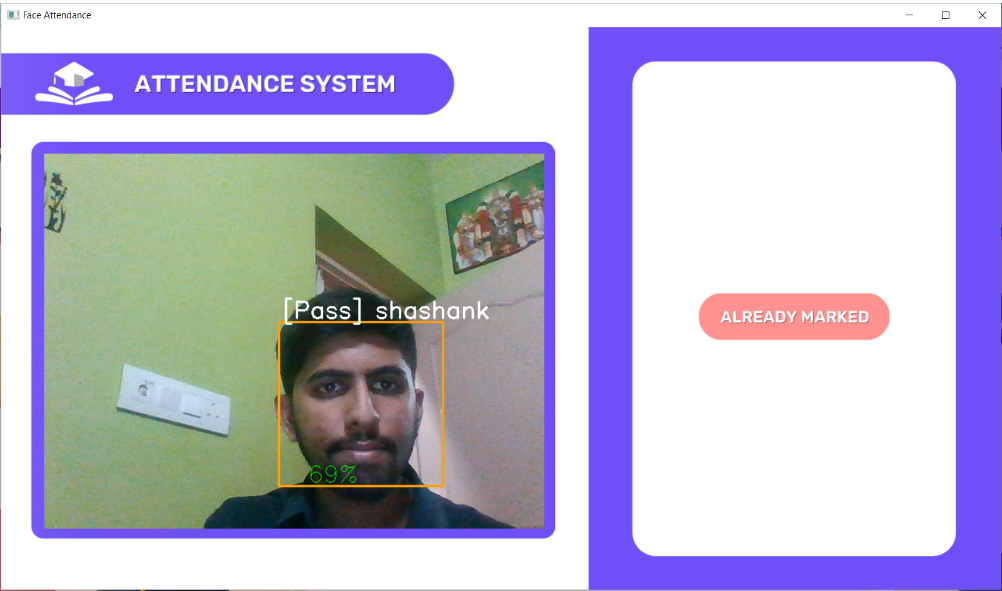 Face Attendance
ATTENDANCE SYSTEM
[Pass] shashank
69%
ALREADY MARKED